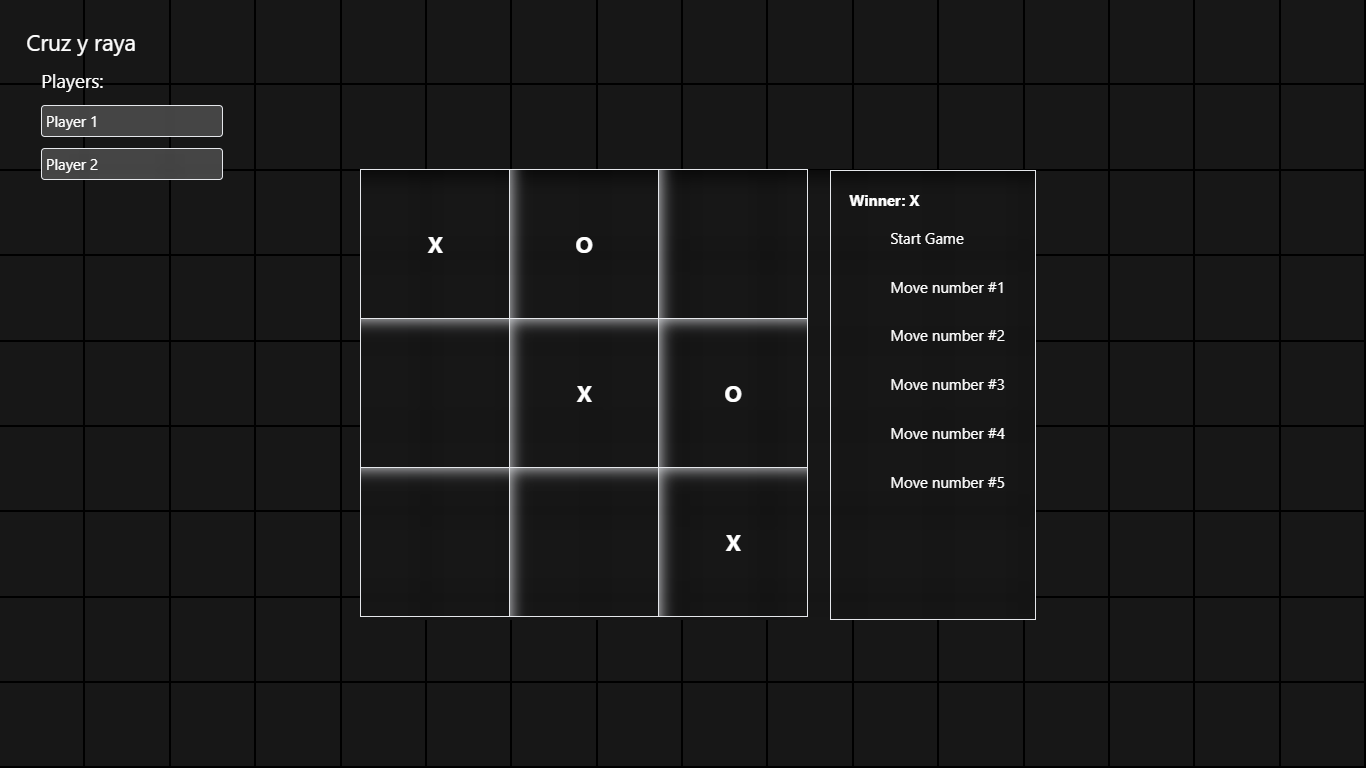 Cruz y raya
Players:
Player 1
Player 2
X O
X O
X
Winner: X
Start Game
Move number #1
Move number #2
Move number #3
Move number #4
Move number #5